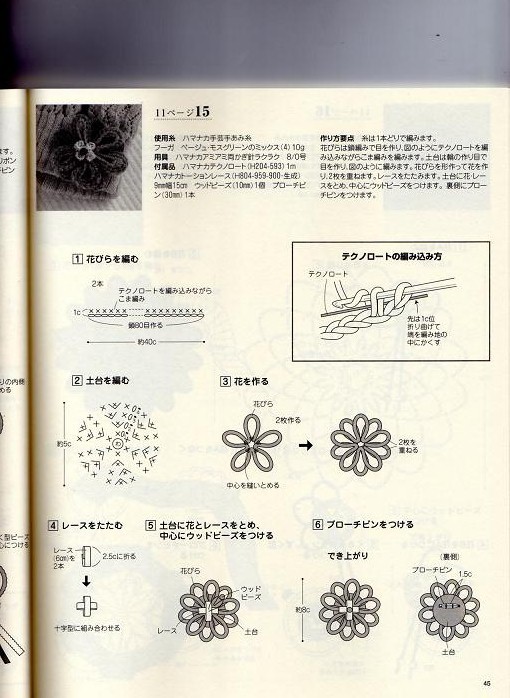 11ページ15
使用糸 ハマナカ手芸手あみ糸
フーガ ベージュ・モスグリーンのミックス(4)10g
用具 ハマナカアミアミ両かぎ針ラクラク 8/0号
付属品 ハマナカテクノロート(H204-593) 1m
ハマナカトーションレース(H804-959-900・生成)
9mm幅15cm ウッドビーズ(10mm)1個 ブローチピ
ン(30mm) 1本
作り方要点 糸は1本どりで編みます。
花びらは鎖編みで目を作り、図のようにテクノロートを編
み込みながらこま編みを編みます。土台は輪の作り目で
目を作り、図のように編みます。花びらを形作って花を作
り、2枚を重ねます。レースをたたみます。土台に花・レー
スをとめ、中心にウッドビーズをつけます。裏側にブロー
チピンをつけます。
1 花びらを編む
2本
テクノロートを編み込みながら
こま編み
1c
鎖80目作る
約40c
テクノロートの編み込み方
テクノロート
先は1c位
折り曲げて
端を編み地の
中にかくす
2 土台を編む
約5c
わ
3 花を作る
花びら
2枚作る
中心を縫いとめる
2枚を
重ねる
4 レースをたたむ
レース
(6cm)を
2本
2.5cに折る
十字型に組み合わせる
5 土台に花とレースをとめ、
中心にウッドビーズをつける
花びら
ウッド
ビーズ
レース
土台
6 ブローチピンをつける
でき上がり
約8c
(裏側)
ブローチピン
1.5c
土台
45